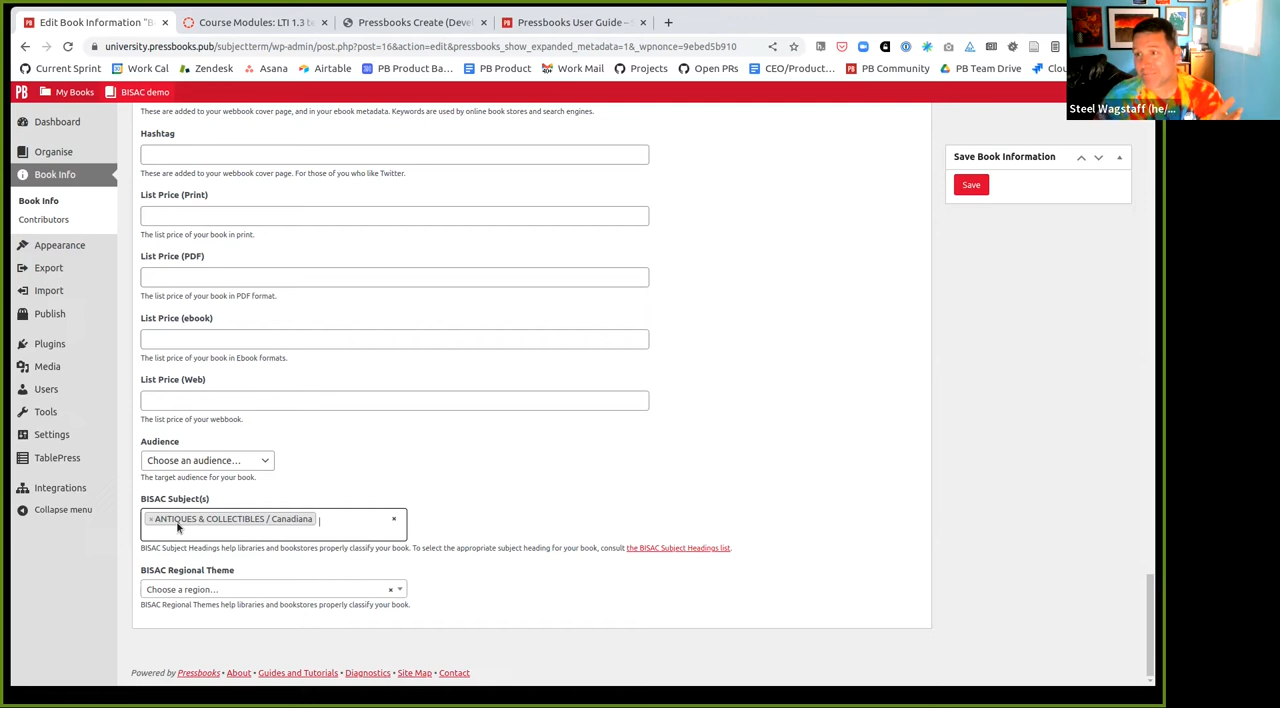 Edit Book Information "B
Course Modules: LTI 1.3 te
Pressbooks Create (Deve
Pressbooks User Guide –
university.pressbooks.pub/subjectterm/wp-admin/post.php?post=16&action=edit&pressbooks_show_expanded_metadata=1&_wpnonce=9ebed5b910
Current Sprint
Work Cal
Zendesk
Asana
Airtable
PB Product Ba...
PB Product
Work Mail
Projects
Open PRs
CEO/Product...
PB Community
PB Team Drive
Clo
Steel Wagstaff (he/...
PB
My Books
BISAC demo
Dashboard
Organise
Book Info
Book Info
Contributors
Appearance
Export
Import
Publish
Plugins
Media
Users
Tools
Settings
TablePress
Integrations
Collapse menu
These are added to your webbook cover page, and in your ebook metadata. Keywords are used by online book stores and search engines.
Hashtag
These are added to your webbook cover page. For those of you who like Twitter.
List Price (Print)
The list price of your book in print.
List Price (PDF)
The list price of your book in PDF format.
List Price (ebook)
The list price of your book in Ebook formats.
List Price (Web)
The list price of your webbook.
Audience
Choose an audience...
The target audience for your book.
BISAC Subject(s)
× ANTIQUES & COLLECTIBLES / Canadiana
×
BISAC Subject Headings help libraries and bookstores properly classify your book. To select the appropriate subject heading for your book, consult the BISAC Subject Headings list.
BISAC Regional Theme
Choose a region...
×
BISAC Regional Themes help libraries and bookstores properly classify your book.
Save Book Information
Save
Powered by Pressbooks • About • Guides and Tutorials • Diagnostics • Site Map • Contact